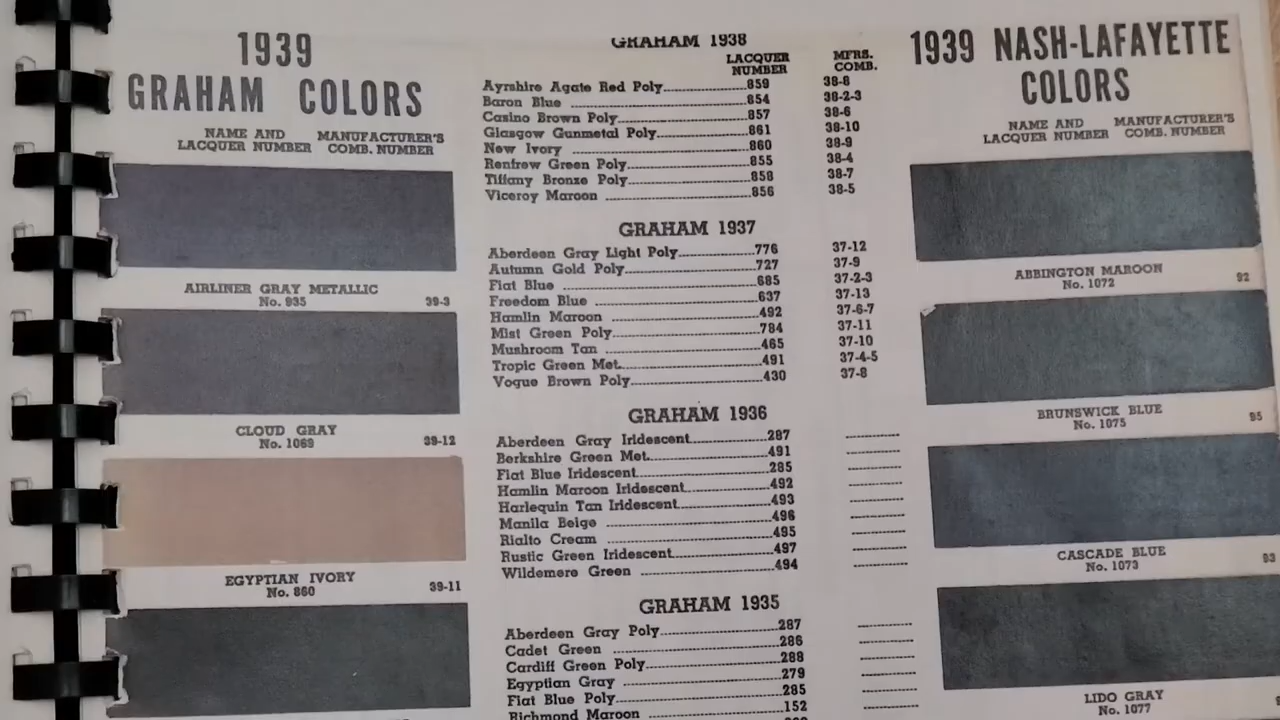 1939
GRAHAM COLORS
NAME AND LACQUER NUMBER MANUFACTURER'S COMB. NUMBER
AIRLINER GRAY METALLIC
No. 935 39-3
CLOUD GRAY
No. 1069 39-12
EGYPTIAN IVORY
No. 860 39-11
GRAHAM 1938
LACQUER NUMBER MFRS. COMB.
Ayrshire Agate Red Poly 859 38-8
Baron Blue 854 38-2-3
Casino Brown Poly 857 38-6
Glasgow Gunmetal Poly 861 38-10
New Ivory 860 38-9
Renfrew Green Poly 855 38-4
Tiffany Bronze Poly 858 38-7
Viceroy Maroon 856 38-5
GRAHAM 1937
Aberdeen Gray Light Poly 776 37-12
Autumn Gold Poly 727 37-9
Fiat Blue 685 37-2-3
Freedom Blue 637 37-13
Hamlin Maroon 492 37-6-7
Mist Green Poly 784 37-11
Mushroom Tan 465 37-10
Tropic Green Met. 491 37-4-5
Vogue Brown Poly 430 37-8
GRAHAM 1936
Aberdeen Gray Iridescent 287
Berkshire Green Met. 491
Fiat Blue Iridescent 285
Hamlin Maroon Iridescent 492
Harlequin Tan Iridescent 493
Manila Beige 496
Rialto Cream 495
Rustic Green Iridescent 497
Wildemere Green 494
GRAHAM 1935
Aberdeen Gray Poly 287
Cadet Green 286
Cardiff Green Poly 288
Egyptian Gray 279
Fiat Blue Poly 285
Richmond Maroon 152
1939 NASH-LAFAYETTE
COLORS
NAME AND LACQUER NUMBER MANUFACTURER'S COMB. NUMBER
ABBINGTON MAROON
No. 1072 92
BRUNSWICK BLUE
No. 1075 95
CASCADE BLUE
No. 1073 93
LIDO GRAY
No. 1077